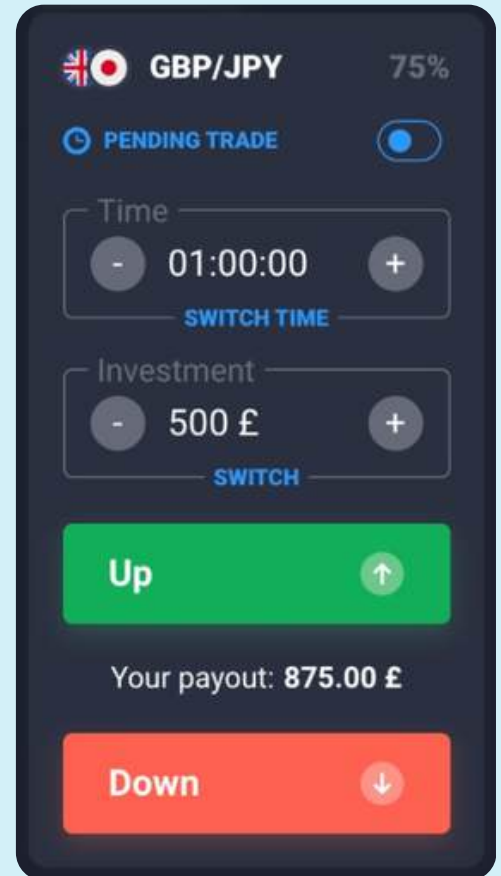 GBP/JPY 75%
PENDING TRADE
Time
- 01:00:00 +
SWITCH TIME
Investment
- 500 £ +
SWITCH
Up
Your payout: 875.00 £
Down